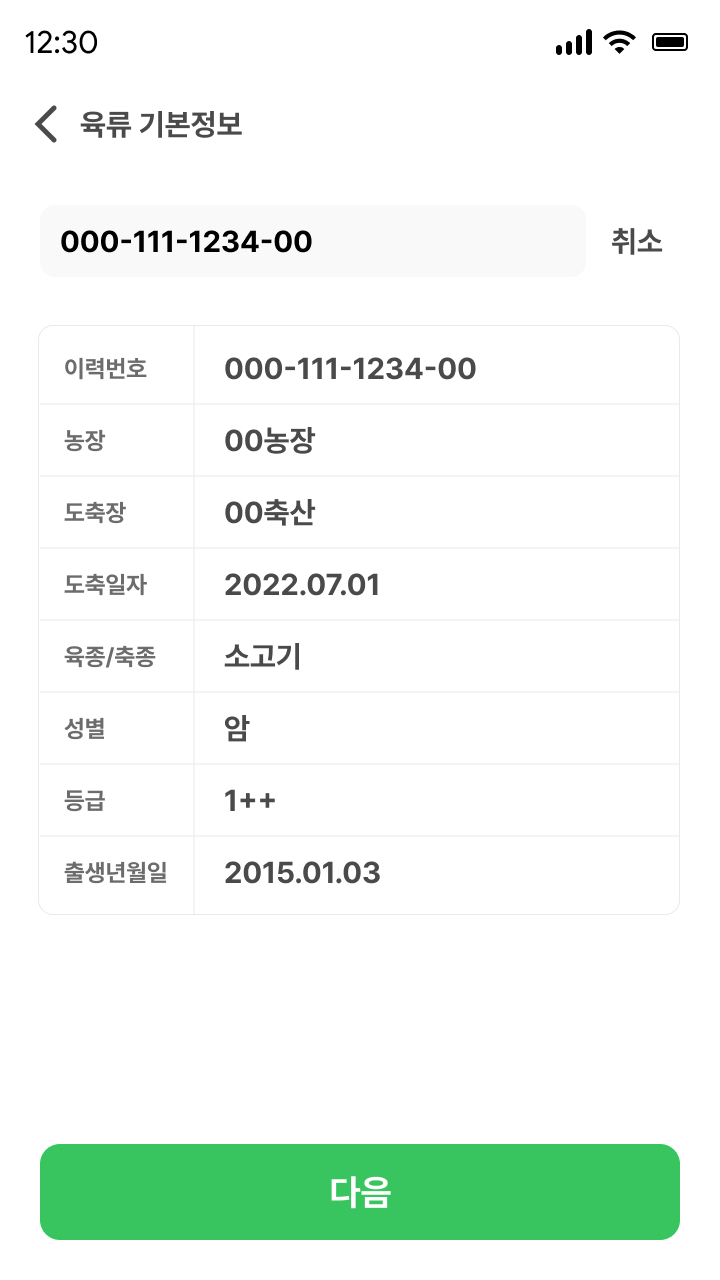 12:30
육류 기본정보
000-111-1234-00 취소
이력번호 000-111-1234-00
농장 00농장
도축장 00축산
도축일자 2022.07.01
육종/축종 소고기
성별 암
등급 1++
출생년월일 2015.01.03
다음